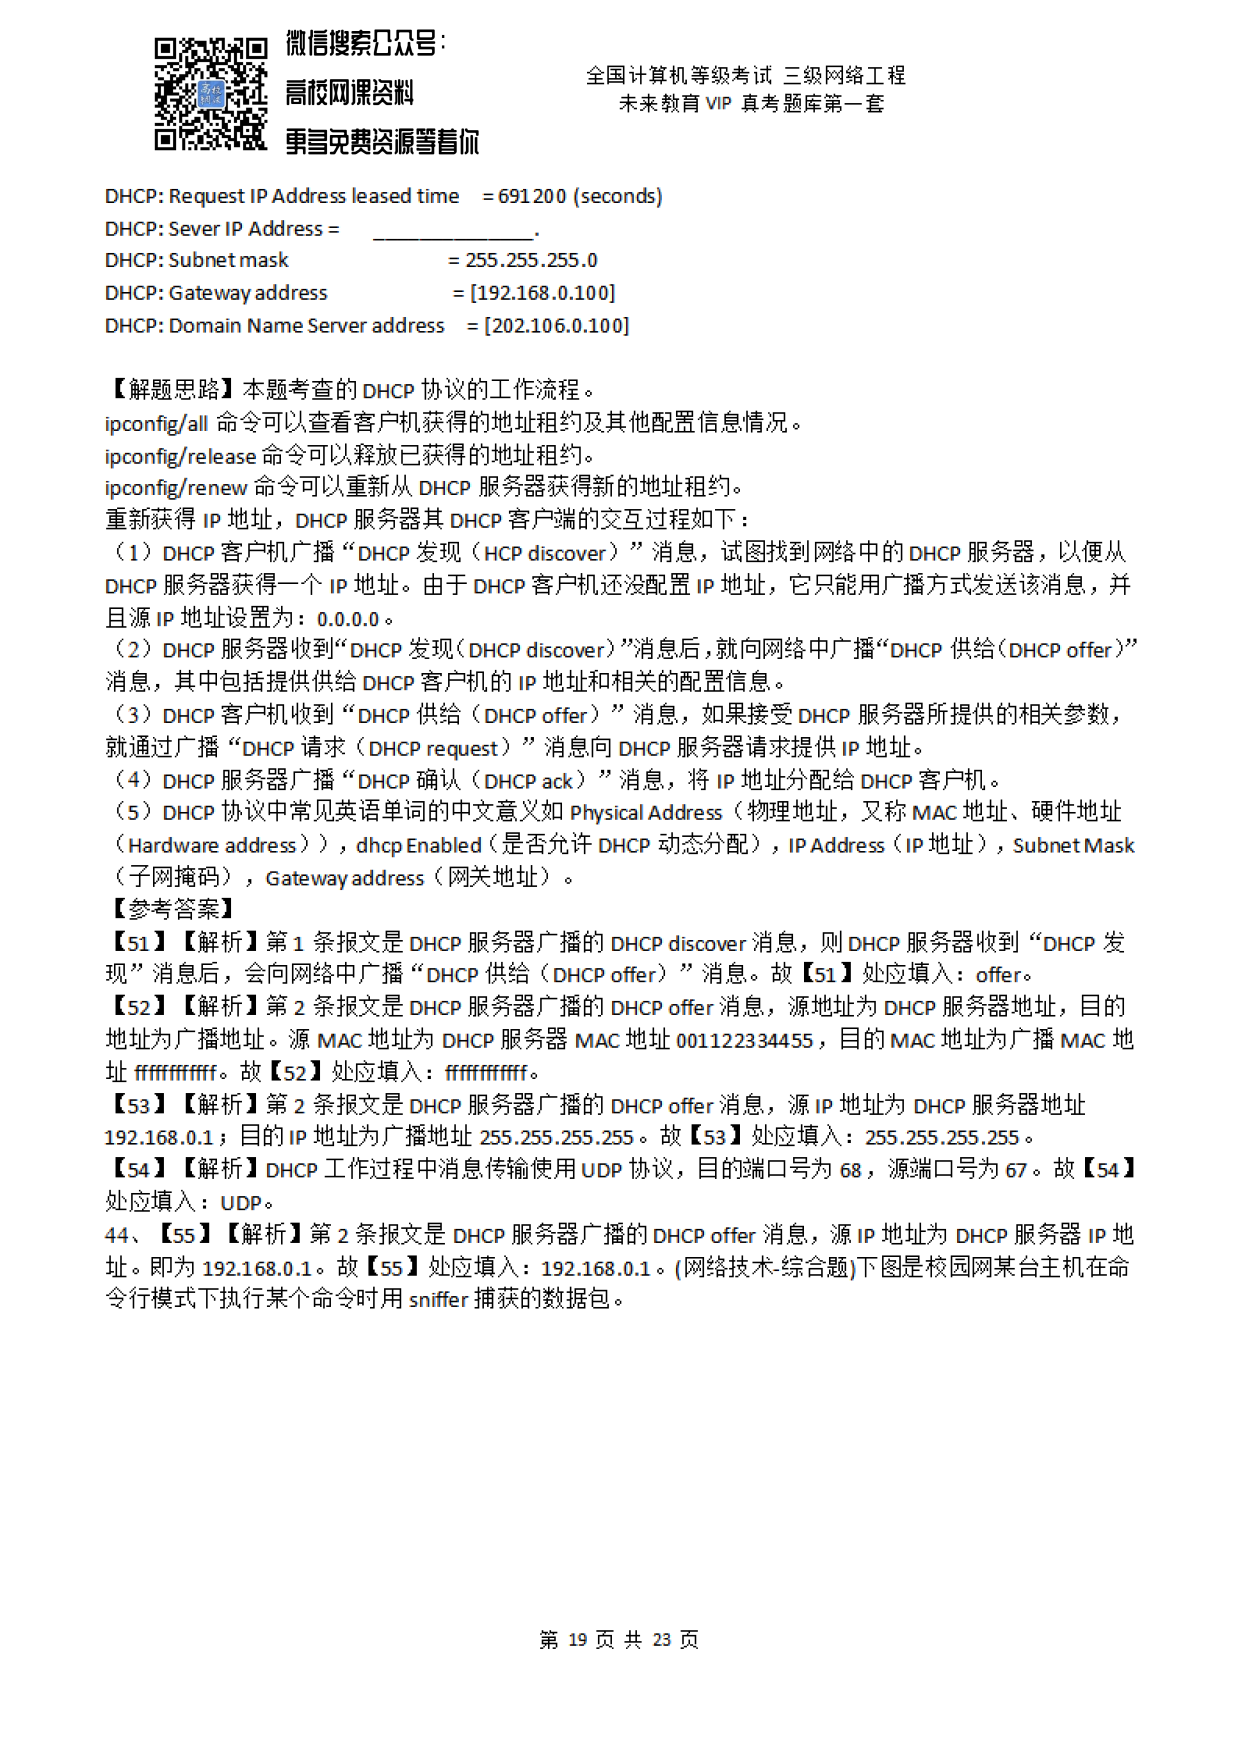 微信搜索公众号:
高校网课资料
更多免费资源等着你
高校
网课
全国计算机等级考试 三级网络工程
未来教育 VIP 真考题库第一套
DHCP: Request IP Address leased time = 691200 (seconds)
DHCP: Sever IP Address = ______________.
DHCP: Subnet mask = 255.255.255.0
DHCP: Gateway address = [192.168.0.100]
DHCP: Domain Name Server address = [202.106.0.100]
【解题思路】本题考查的 DHCP 协议的工作流程。
ipconfig/all 命令可以查看客户机获得的地址租约及其他配置信息情况。
ipconfig/release 命令可以释放已获得的地址租约。
ipconfig/renew 命令可以重新从 DHCP 服务器获得新的地址租约。
重新获得 IP 地址，DHCP 服务器其 DHCP 客户端的交互过程如下：
（1）DHCP 客户机广播“DHCP 发现（HCP discover）”消息，试图找到网络中的 DHCP 服务器，以便从
DHCP 服务器获得一个 IP 地址。由于 DHCP 客户机还没配置 IP 地址，它只能用广播方式发送该消息，并
且源 IP 地址设置为：0.0.0.0。
（2）DHCP 服务器收到“DHCP 发现（DHCP discover）”消息后，就向网络中广播“DHCP 供给（DHCP offer）”
消息，其中包括提供供给 DHCP 客户机的 IP 地址和相关的配置信息。
（3）DHCP 客户机收到“DHCP 供给（DHCP offer）”消息，如果接受 DHCP 服务器所提供的相关参数，
就通过广播“DHCP 请求（DHCP request）”消息向 DHCP 服务器请求提供 IP 地址。
（4）DHCP 服务器广播“DHCP 确认（DHCP ack）”消息，将 IP 地址分配给 DHCP 客户机。
（5）DHCP 协议中常见英语单词的中文意义如 Physical Address（物理地址，又称 MAC 地址、硬件地址
（Hardware address）），dhcp Enabled（是否允许 DHCP 动态分配），IP Address（IP 地址），Subnet Mask
（子网掩码），Gateway address（网关地址）。
【参考答案】
【51】【解析】第 1 条报文是 DHCP 服务器广播的 DHCP discover 消息，则 DHCP 服务器收到“DHCP 发
现”消息后，会向网络中广播“DHCP 供给（DHCP offer）”消息。故【51】处应填入：offer。
【52】【解析】第 2 条报文是 DHCP 服务器广播的 DHCP offer 消息，源地址为 DHCP 服务器地址，目的
地址为广播地址。源 MAC 地址为 DHCP 服务器 MAC 地址 001122334455，目的 MAC 地址为广播 MAC 地
址 ffffffffffff。故【52】处应填入：ffffffffffff。
【53】【解析】第 2 条报文是 DHCP 服务器广播的 DHCP offer 消息，源 IP 地址为 DHCP 服务器地址
192.168.0.1；目的 IP 地址为广播地址 255.255.255.255。故【53】处应填入：255.255.255.255。
【54】【解析】DHCP 工作过程中消息传输使用 UDP 协议，目的端口号为 68，源端口号为 67。故【54】
处应填入：UDP。
44、【55】【解析】第 2 条报文是 DHCP 服务器广播的 DHCP offer 消息，源 IP 地址为 DHCP 服务器 IP 地
址。即为 192.168.0.1。故【55】处应填入：192.168.0.1。(网络技术-综合题)下图是校园网某台主机在命
令行模式下执行某个命令时用 sniffer 捕获的数据包。
第 19 页 共 23 页